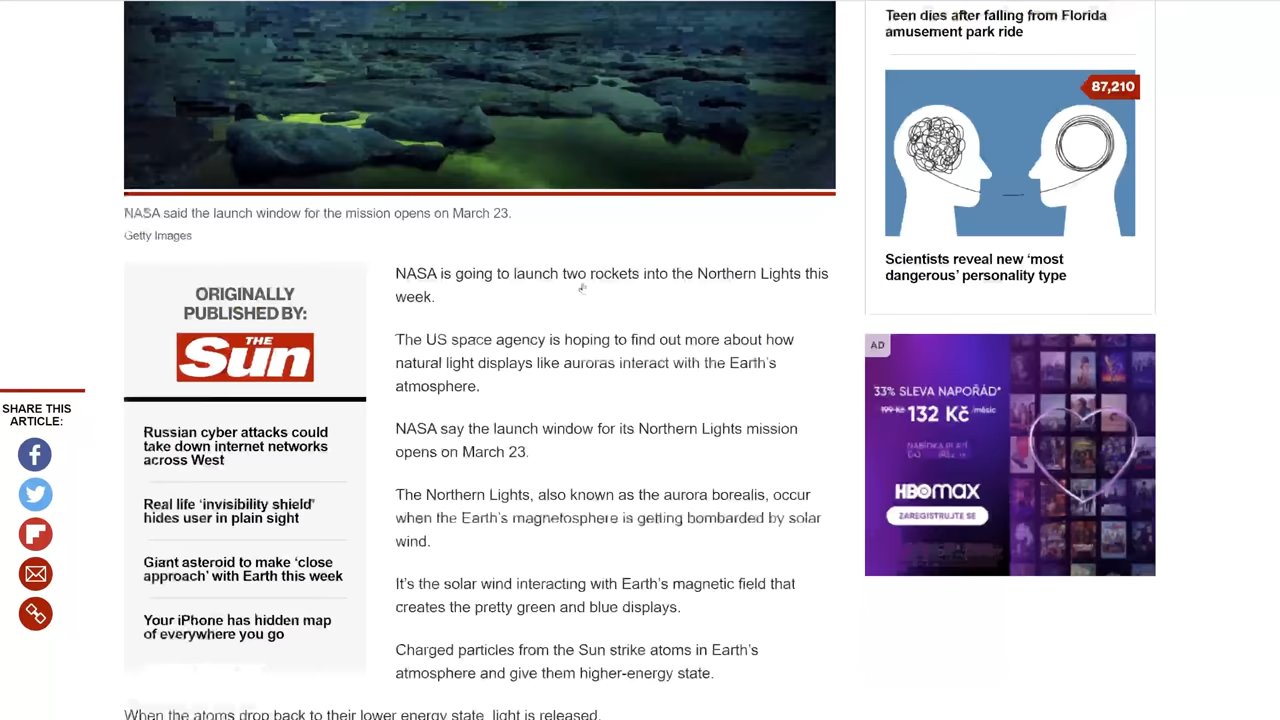 Teen dies after falling from Florida
amusement park ride
87,210
Scientists reveal new ‘most
dangerous’ personality type
NASA said the launch window for the mission opens on March 23.
Getty Images
ORIGINALLY
PUBLISHED BY:
THE
Sun
Russian cyber attacks could
take down internet networks
across West
Real life ‘invisibility shield’
hides user in plain sight
Giant asteroid to make ‘close
approach’ with Earth this week
Your iPhone has hidden map
of everywhere you go
SHARE THIS
ARTICLE:
NASA is going to launch two rockets into the Northern Lights this
week.
The US space agency is hoping to find out more about how
natural light displays like auroras interact with the Earth’s
atmosphere.
NASA say the launch window for its Northern Lights mission
opens on March 23.
The Northern Lights, also known as the aurora borealis, occur
when the Earth’s magnetosphere is getting bombarded by solar
wind.
It’s the solar wind interacting with Earth’s magnetic field that
creates the pretty green and blue displays.
Charged particles from the Sun strike atoms in Earth’s
atmosphere and give them higher-energy state.
When the atoms drop back to their lower energy state, light is released.
AD
33% SLEVA NAPOŘÁD*
199 Kč 132 Kč /měsíc
HBOMAX
ZAREGISTRUJTE SE